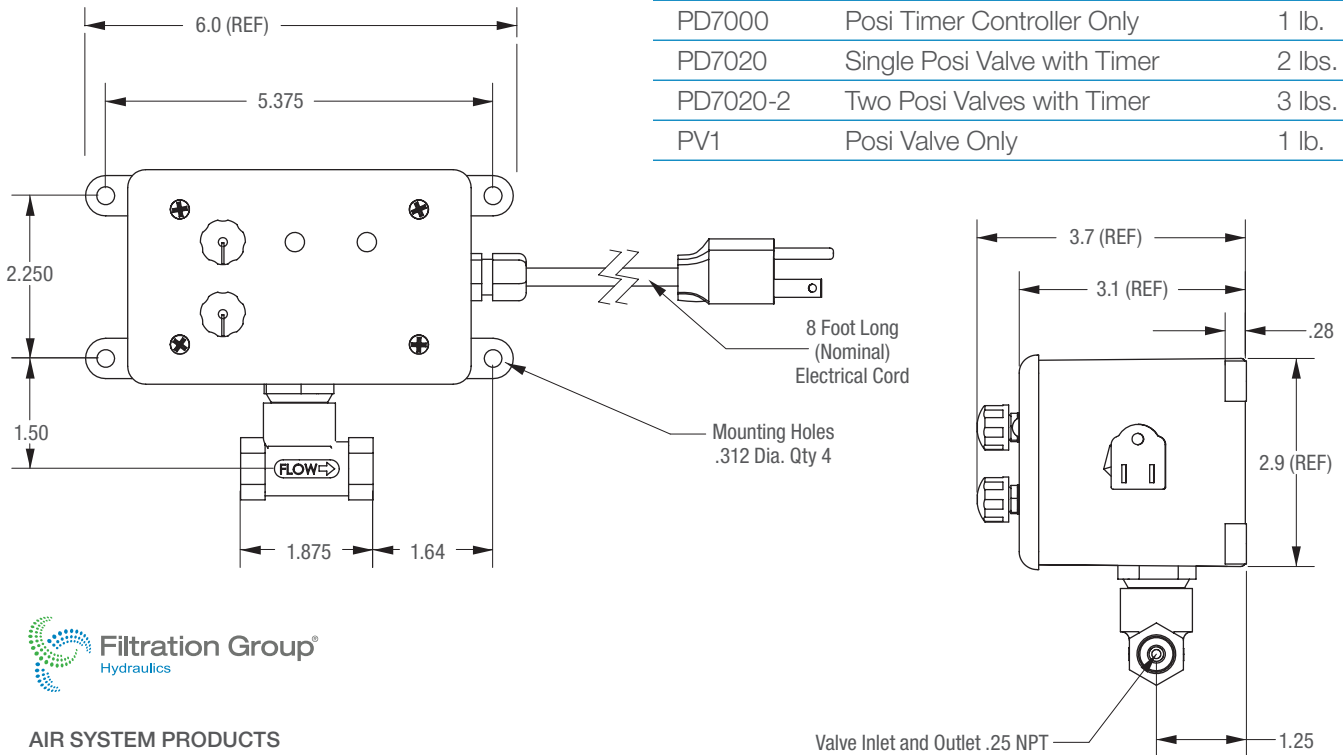 PD7000 Posi Timer Controller Only 1 lb.
PD7020 Single Posi Valve with Timer 2 lbs.
PD7020-2 Two Posi Valves with Timer 3 lbs.
PV1 Posi Valve Only 1 lb.
6.0 (REF)
5.375
2.250
1.50
FLOW
1.875
1.64
8 Foot Long
(Nominal)
Electrical Cord
Mounting Holes
.312 Dia. Qty 4
3.7 (REF)
3.1 (REF)
.28
2.9 (REF)
Valve Inlet and Outlet .25 NPT
1.25
Filtration Group®
Hydraulics
AIR SYSTEM PRODUCTS